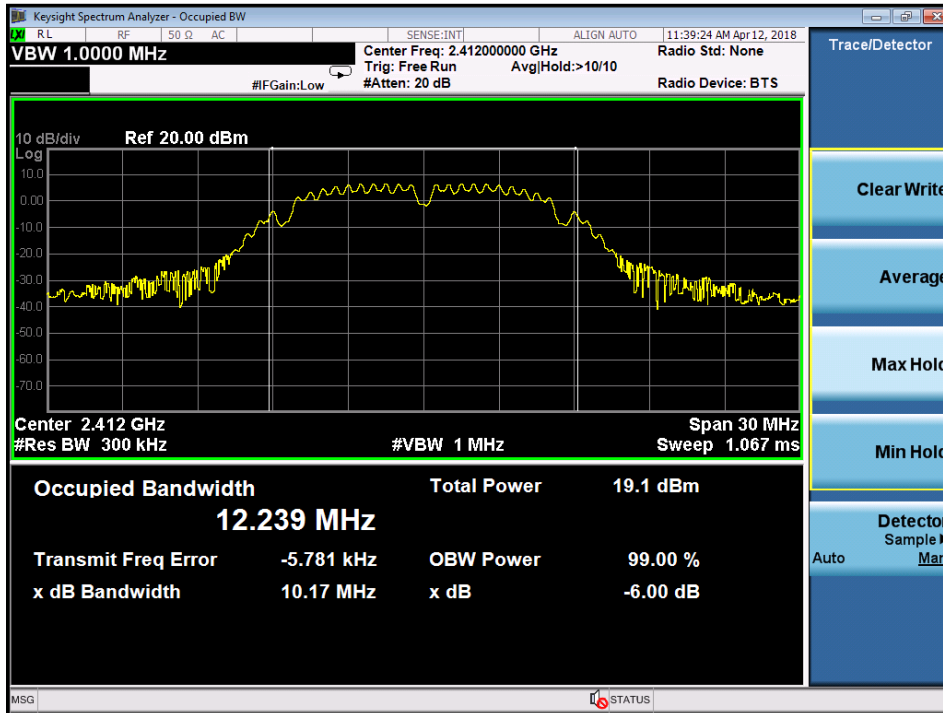 Keysight Spectrum Analyzer - Occupied BW
LXI RL RF 50 Ω AC SENSE:INT ALIGN AUTO 11:39:24 AM Apr 12, 2018
VBW 1.0000 MHz
Center Freq: 2.412000000 GHz
Radio Std: None
Trig: Free Run Avg|Hold:>10/10
#IFGain:Low #Atten: 20 dB Radio Device: BTS
Trace/Detector
10 dB/div Ref 20.00 dBm
Log
10.0
0.00
-10.0
-20.0
-30.0
-40.0
-50.0
-60.0
-70.0
Center 2.412 GHz Span 30 MHz
#Res BW 300 kHz #VBW 1 MHz Sweep 1.067 ms
Occupied Bandwidth Total Power 19.1 dBm
12.239 MHz
Transmit Freq Error -5.781 kHz OBW Power 99.00 %
x dB Bandwidth 10.17 MHz x dB -6.00 dB
Clear Write
Average
Max Hold
Min Hold
Detector
Sample
Auto Man
MSG STATUS